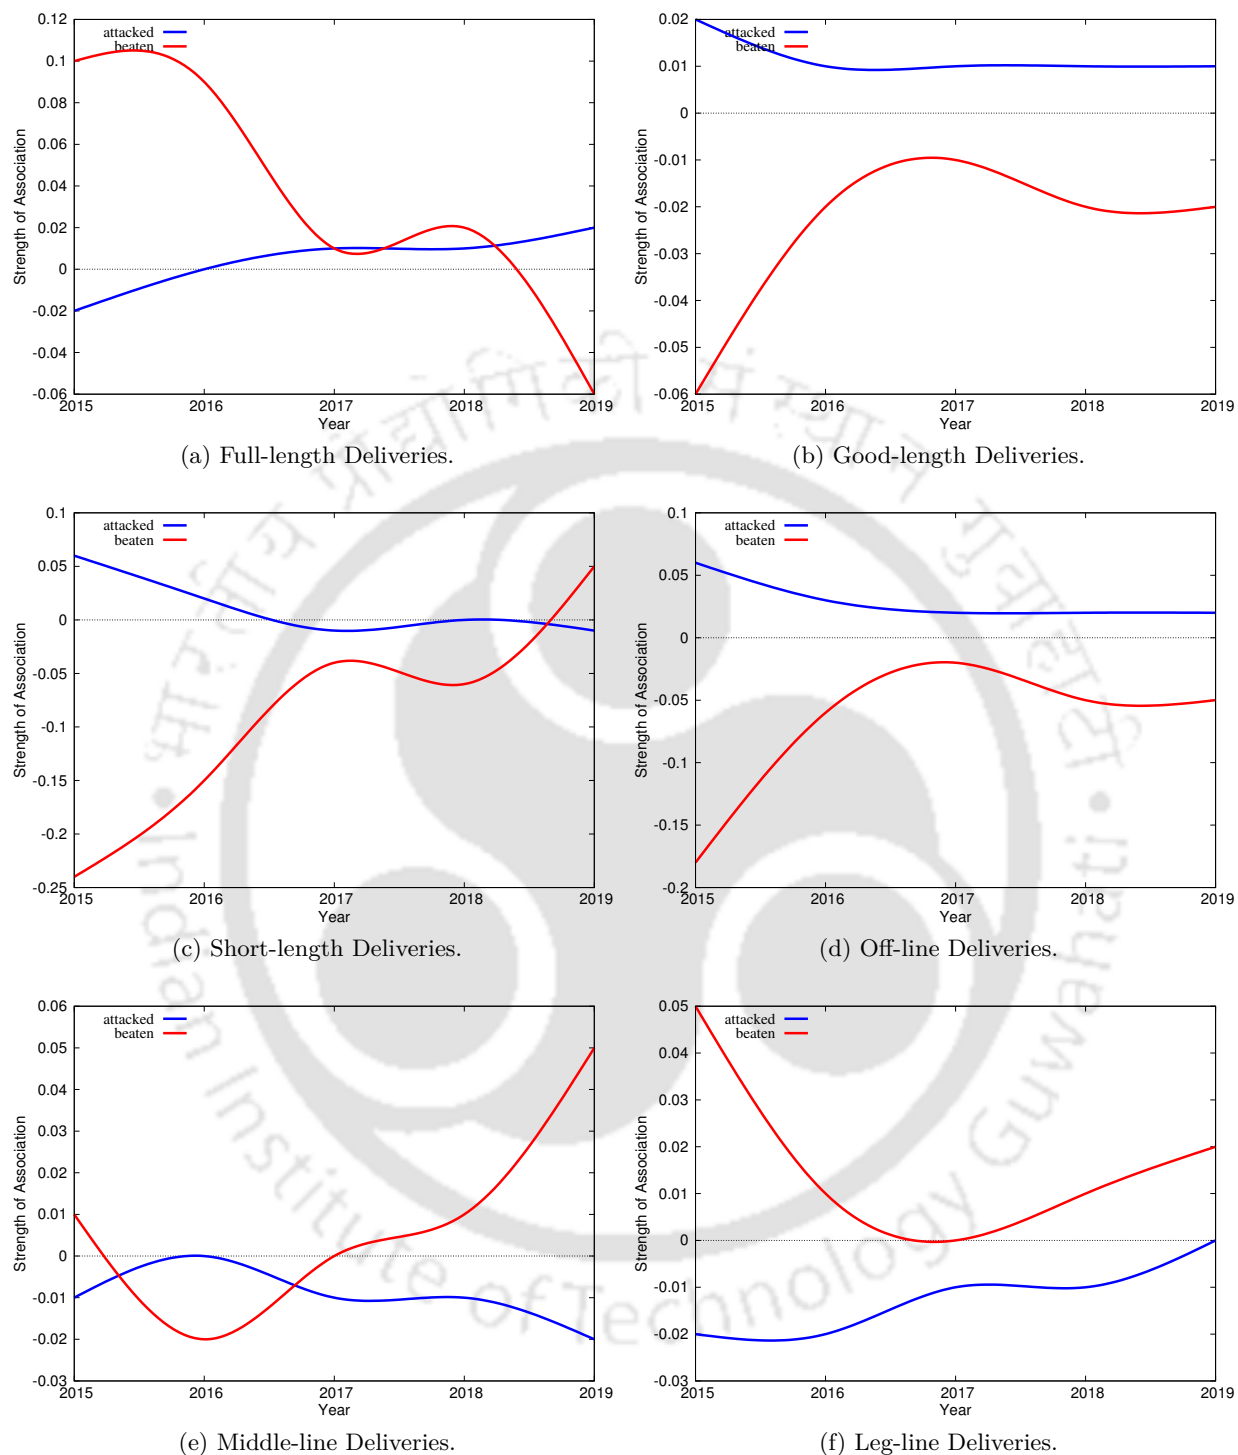 attacked
beaten
0.12
0.1
0.08
0.06
0.04
0.02
0
-0.02
-0.04
-0.06
Strength of Association
2015 2016 2017 2018 2019
Year
(a) Full-length Deliveries.
attacked
beaten
0.02
0.01
0
-0.01
-0.02
-0.03
-0.04
-0.05
-0.06
Strength of Association
2015 2016 2017 2018 2019
Year
(b) Good-length Deliveries.
attacked
beaten
0.1
0.05
0
-0.05
-0.1
-0.15
-0.2
-0.25
Strength of Association
2015 2016 2017 2018 2019
Year
(c) Short-length Deliveries.
attacked
beaten
0.1
0.05
0
-0.05
-0.1
-0.15
-0.2
Strength of Association
2015 2016 2017 2018 2019
Year
(d) Off-line Deliveries.
attacked
beaten
0.06
0.05
0.04
0.03
0.02
0.01
0
-0.01
-0.02
-0.03
Strength of Association
2015 2016 2017 2018 2019
Year
(e) Middle-line Deliveries.
attacked
beaten
0.05
0.04
0.03
0.02
0.01
0
-0.01
-0.02
-0.03
Strength of Association
2015 2016 2017 2018 2019
Year
(f) Leg-line Deliveries.
भारतीय प्रौद्योगिकी संस्थान गुवाहाटी
Indian Institute of Technology Guwahati